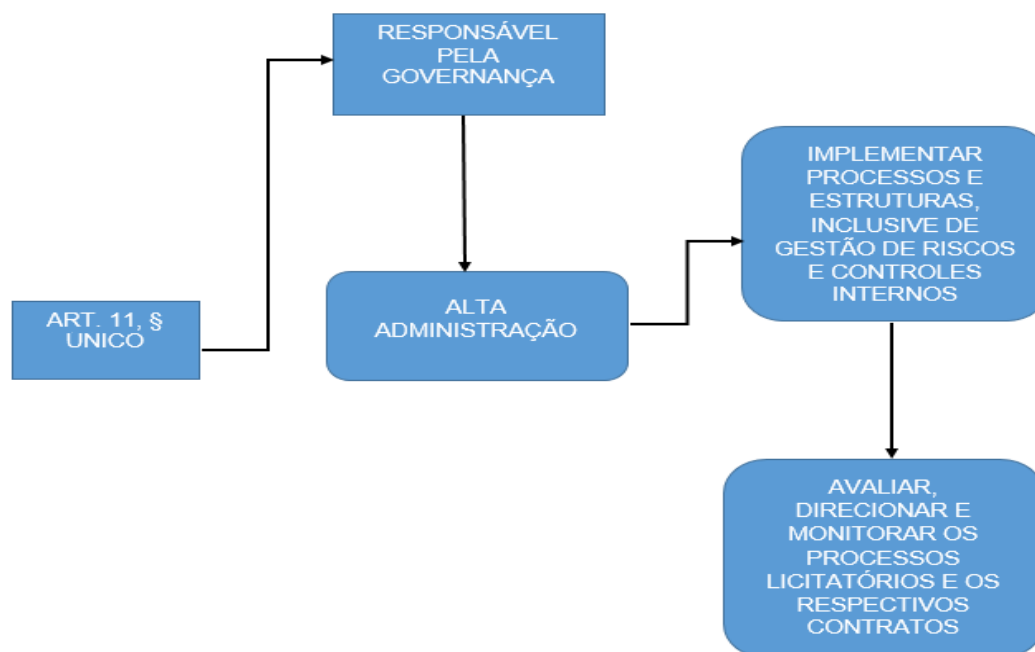 RESPONSÁVEL
PELA
GOVERNANÇA
ART. 11, §
UNICO
ALTA
ADMINISTRAÇÃO
IMPLEMENTAR
PROCESSOS E
ESTRUTURAS,
INCLUSIVE DE
GESTÃO DE RISCOS
E CONTROLES
INTERNOS
AVALIAR,
DIRECIONAR E
MONITORAR OS
PROCESSOS
LICITATÓRIOS E OS
RESPECTIVOS
CONTRATOS